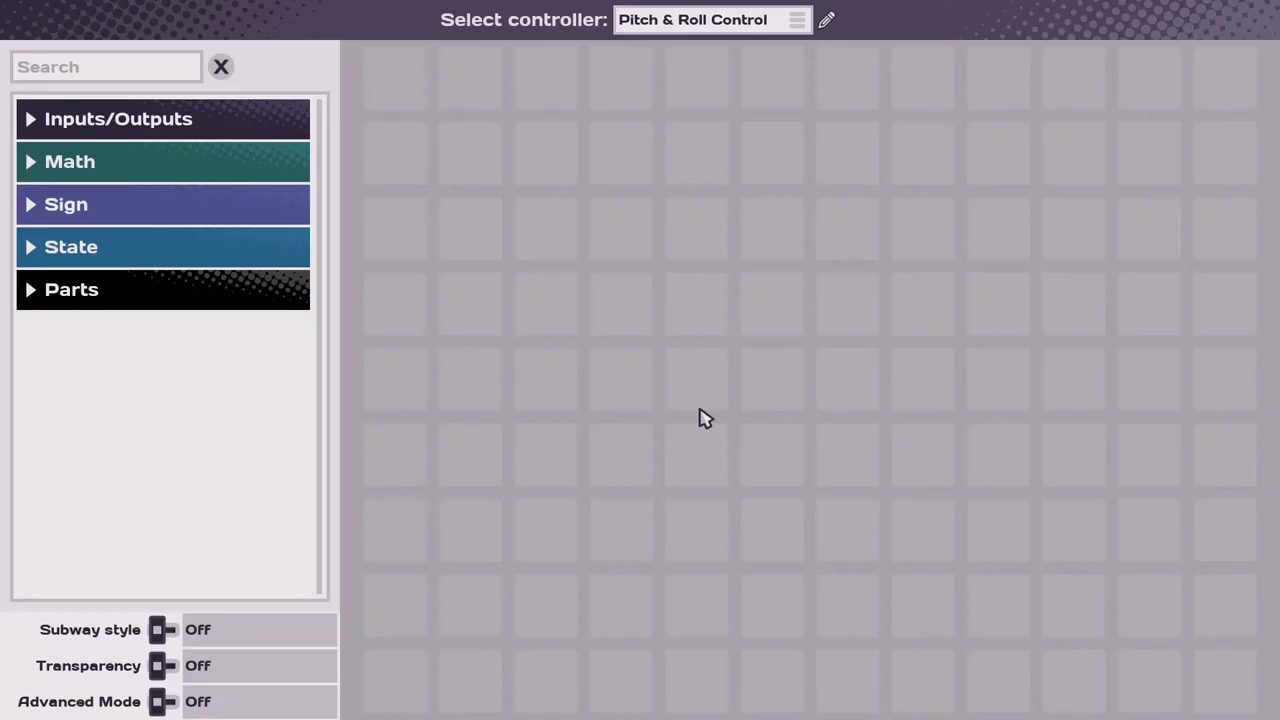 Select controller: Pitch & Roll Control
Search X
Inputs/Outputs
Math
Sign
State
Parts
Subway style Off
Transparency Off
Advanced Mode Off